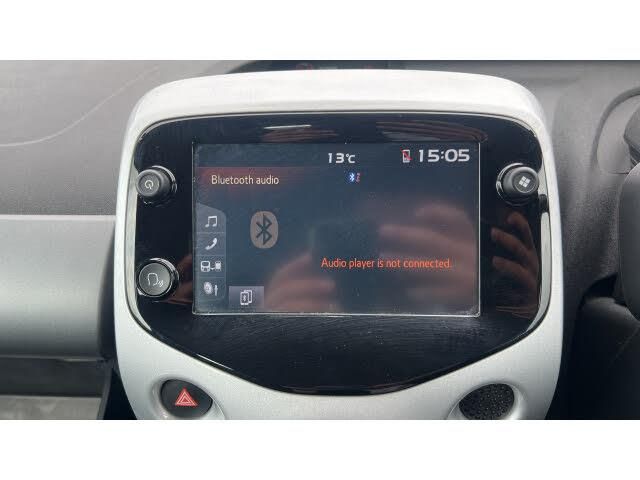 13°C 15:05
Bluetooth audio
Audio player is not connected.